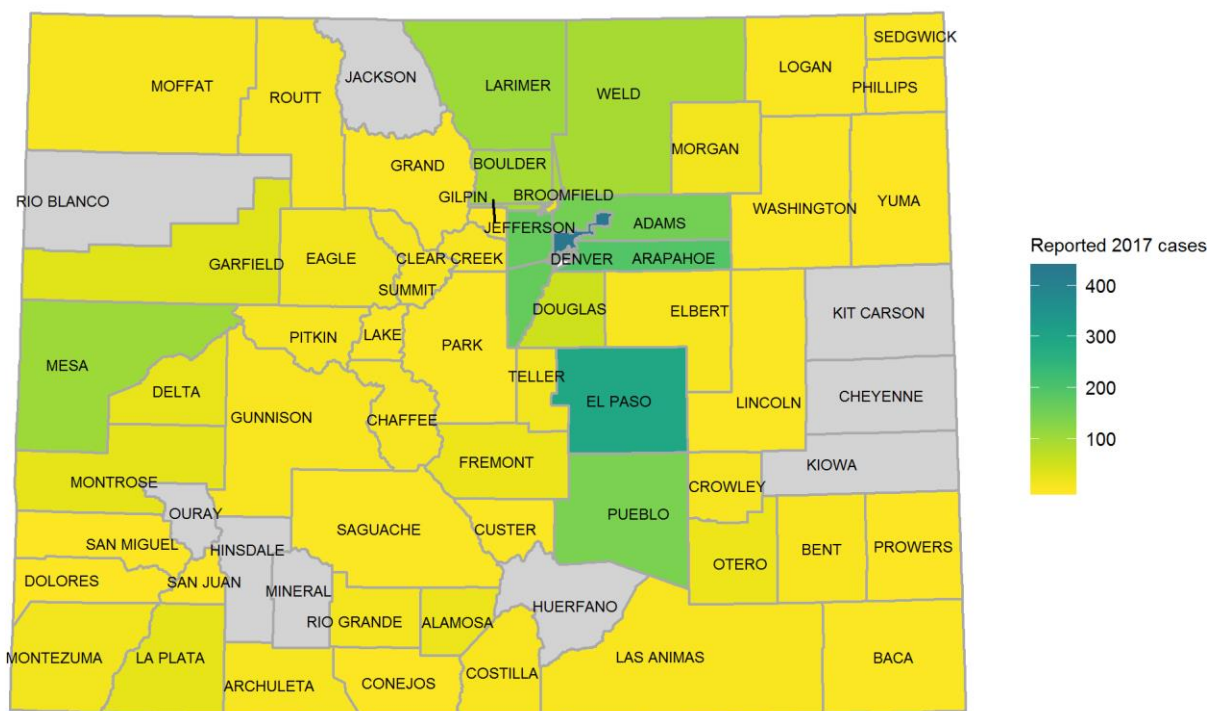 SEDGWICK
LOGAN
JACKSON
MOFFAT
ROUTT
LARIMER
WELD
PHILLIPS
MORGAN
GRAND
BOULDER
RIO BLANCO
GILPIN
BROOMFIELD
YUMA
WASHINGTON
JEFFERSON
ADAMS
GARFIELD
EAGLE
CLEAR CREEK
DENVER
ARAPAHOE
SUMMIT
DOUGLAS
ELBERT
KIT CARSON
PITKIN
LAKE
PARK
MESA
TELLER
DELTA
EL PASO
LINCOLN
CHEYENNE
GUNNISON
CHAFFEE
FREMONT
KIOWA
MONTROSE
CROWLEY
OURAY
PUEBLO
SAGUACHE
CUSTER
SAN MIGUEL
HINSDALE
BENT
PROWERS
OTERO
DOLORES
SAN JUAN
MINERAL
HUERFANO
RIO GRANDE
ALAMOSA
MONTEZUMA
LA PLATA
LAS ANIMAS
BACA
COSTILLA
ARCHULETA
CONEJOS
Reported 2017 cases
400
300
200
100